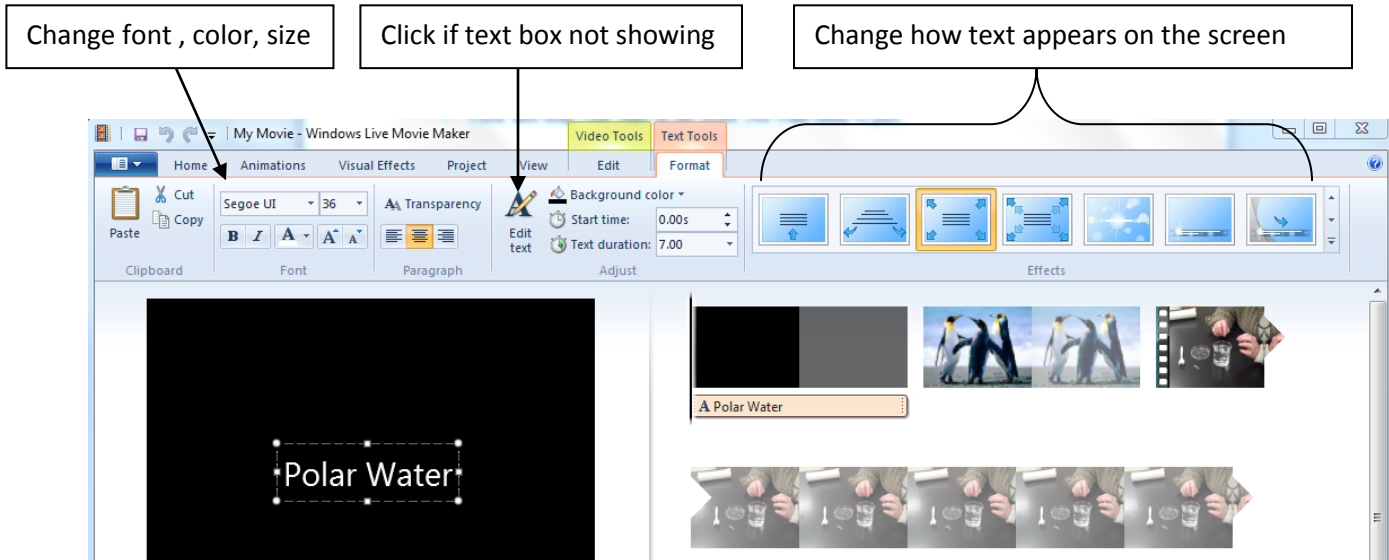 Change font , color, size
Click if text box not showing
Change how text appears on the screen
My Movie - Windows Live Movie Maker
Video Tools
Text Tools
Home
Animations
Visual Effects
Project
View
Edit
Format
Paste
Cut
Copy
Clipboard
Segoe UI
36
B I A A A
Font
AA Transparency
Paragraph
Edit text
Background color
Start time: 0.00s
Text duration: 7.00
Adjust
Effects
A Polar Water
Polar Water